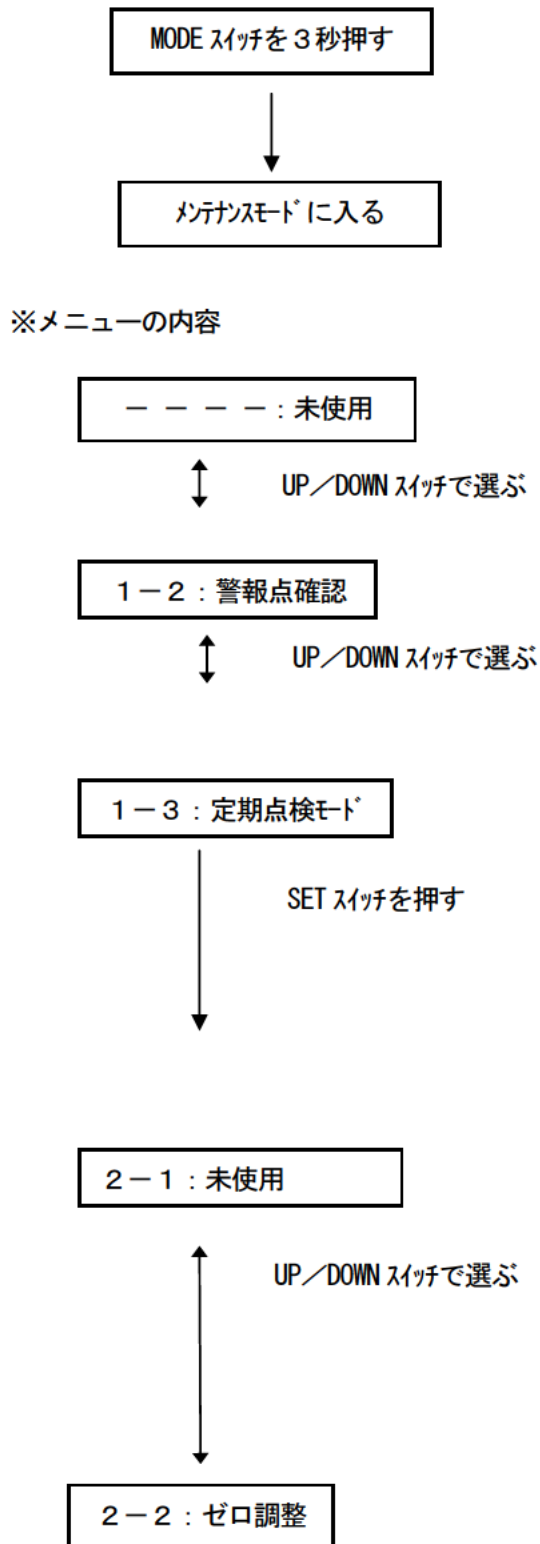 MODE ｽｲｯﾁを３秒押す
ﾒﾝﾃﾅﾝｽﾓｰﾄﾞに入る
※メニューの内容
－ － － －：未使用
UP／DOWN ｽｲｯﾁで選ぶ
１－２：警報点確認
UP／DOWN ｽｲｯﾁで選ぶ
１－３：定期点検ﾓｰﾄﾞ
SET ｽｲｯﾁを押す
２－１：未使用
UP／DOWN ｽｲｯﾁで選ぶ
２－２：ゼロ調整